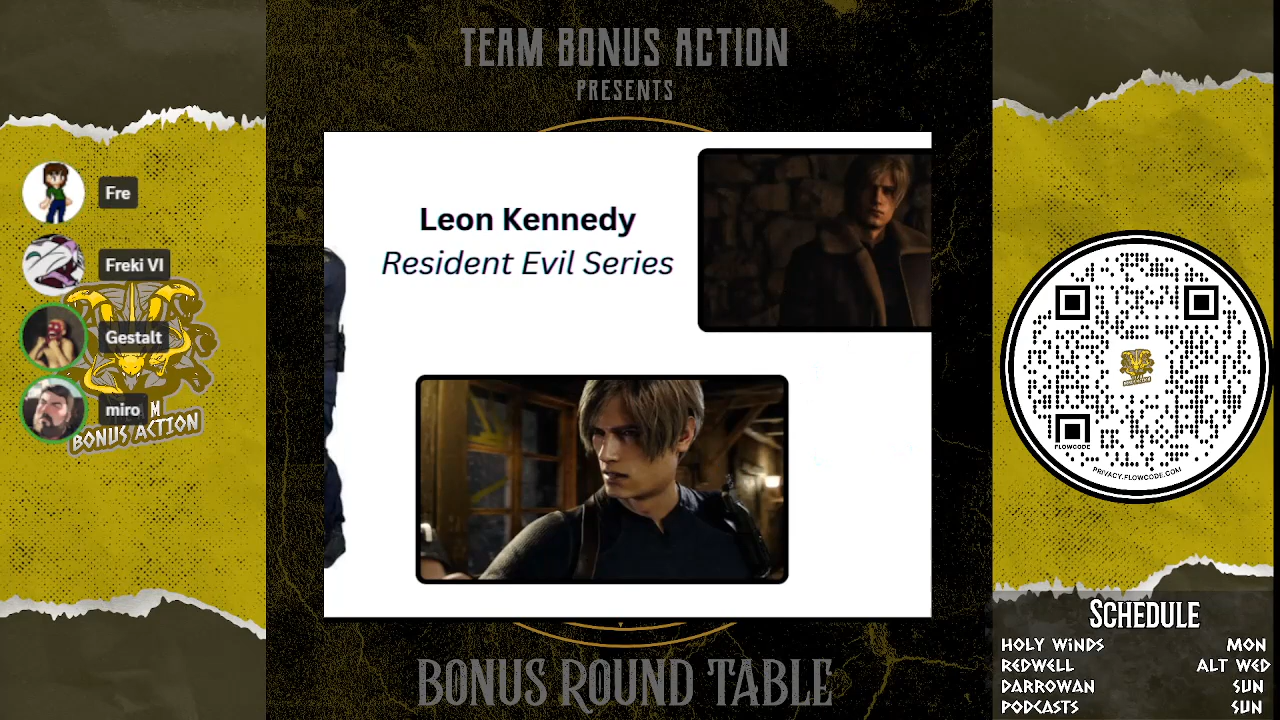 TEAM BONUS ACTION
PRESENTS
Fre
Freki VI
Gestalt
miro
M
BONUS ACTION
Leon Kennedy
Resident Evil Series
FLOWCODE
PRIVACY.FLOWCODE.COM
BONUS ROUND TABLE
SCHEDULE
HOLY WINDS MON
REDWELL ALT WED
DARROWAN SUN
PODCASTS SUN